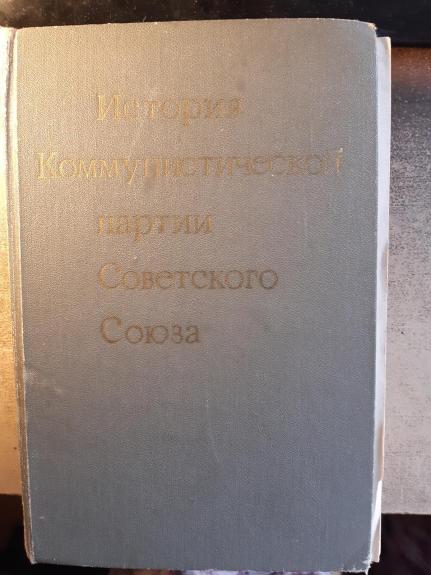 История
Коммунистической
партии
Советского
Союза